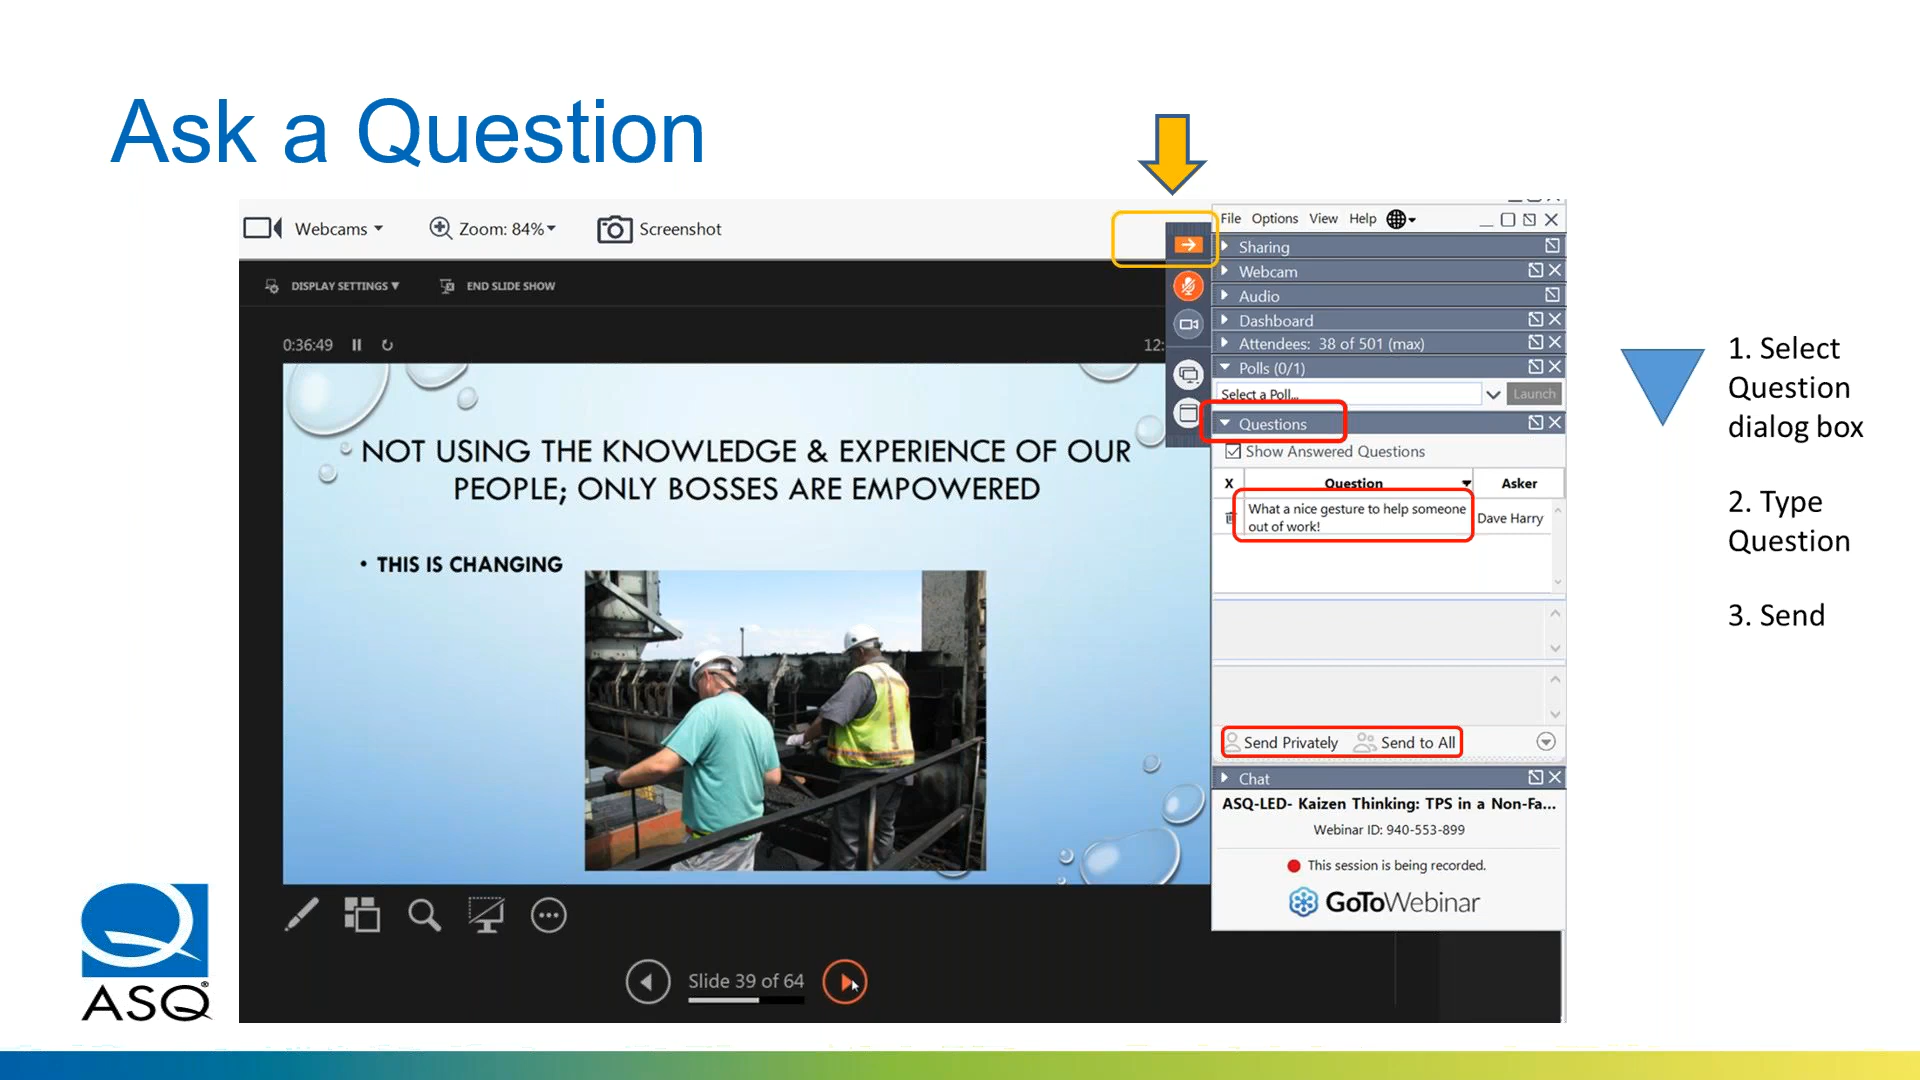 Ask a Question
Webcams
Zoom: 84%
Screenshot
File Options View Help
DISPLAY SETTINGS
END SLIDE SHOW
0:36:49
12:
Sharing
Webcam
Audio
Dashboard
Attendees: 38 of 501 (max)
Polls (0/1)
Select a Poll...
Launch
Questions
Show Answered Questions
X Question Asker
What a nice gesture to help someone
out of work!
Dave Harry
Send Privately Send to All
Chat
ASQ-LED- Kaizen Thinking: TPS in a Non-Fa...
Webinar ID: 940-553-899
This session is being recorded.
GoToWebinar
NOT USING THE KNOWLEDGE & EXPERIENCE OF OUR
PEOPLE; ONLY BOSSES ARE EMPOWERED
• THIS IS CHANGING
Slide 39 of 64
1. Select
Question
dialog box
2. Type
Question
3. Send
ASQ®